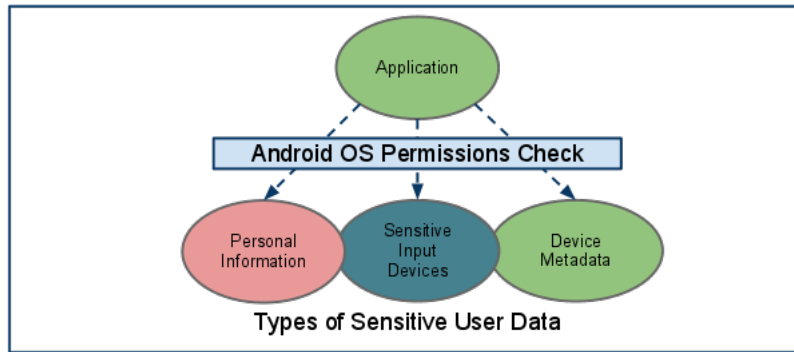 Application
Android OS Permissions Check
Personal
Information
Sensitive
Input
Devices
Device
Metadata
Types of Sensitive User Data